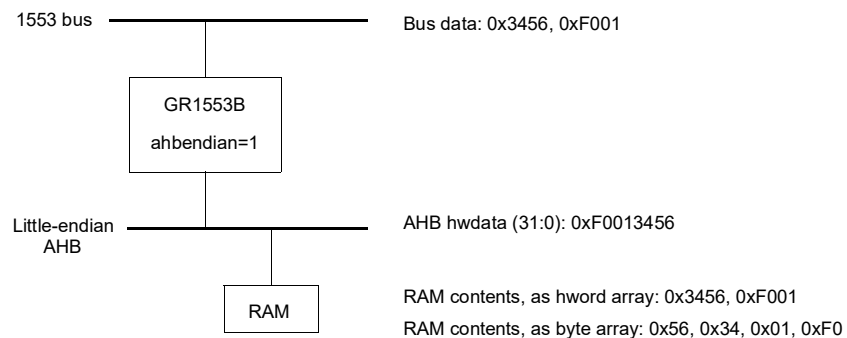 1553 bus
Bus data: 0x3456, 0xF001
GR1553B
ahbendian=1
Little-endian
AHB
AHB hwdata (31:0): 0xF0013456
RAM
RAM contents, as hword array: 0x3456, 0xF001
RAM contents, as byte array: 0x56, 0x34, 0x01, 0xF0